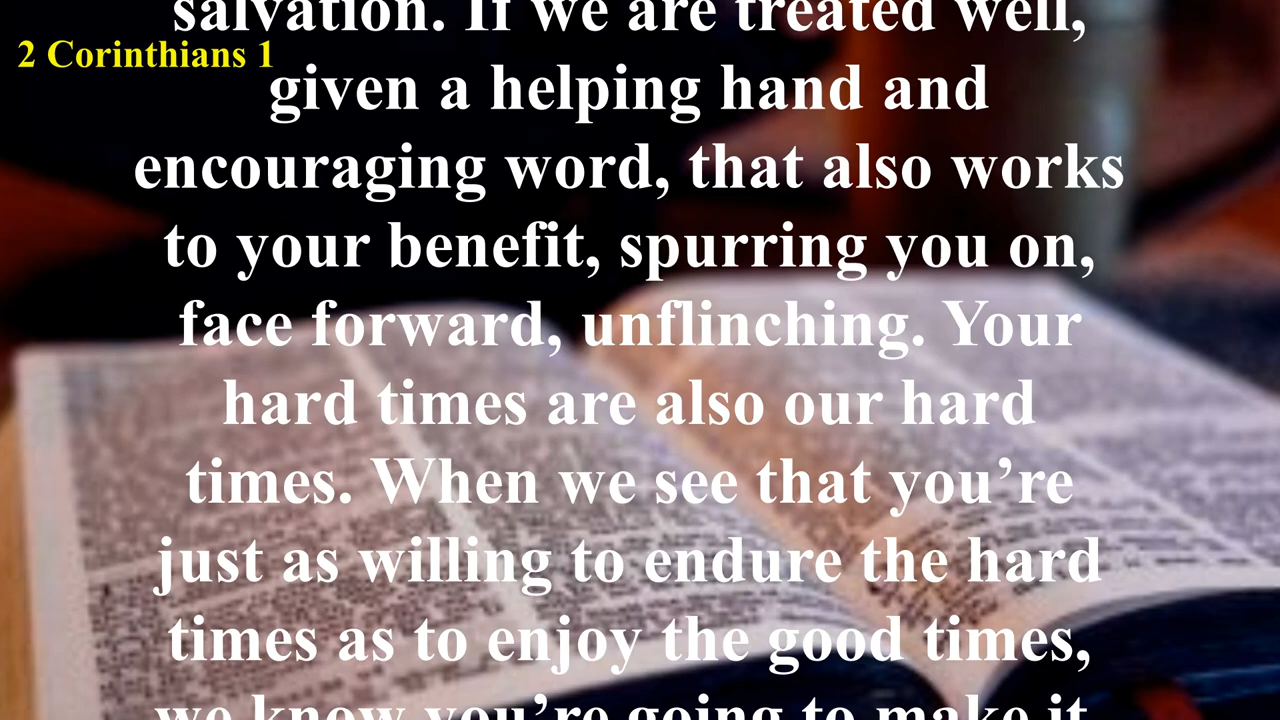 salvation. If we are treated well,
2 Corinthians 1
given a helping hand and
encouraging word, that also works
to your benefit, spurring you on,
face forward, unflinching. Your
hard times are also our hard
times. When we see that you’re
just as willing to endure the hard
times as to enjoy the good times,
we know you’re going to make it,